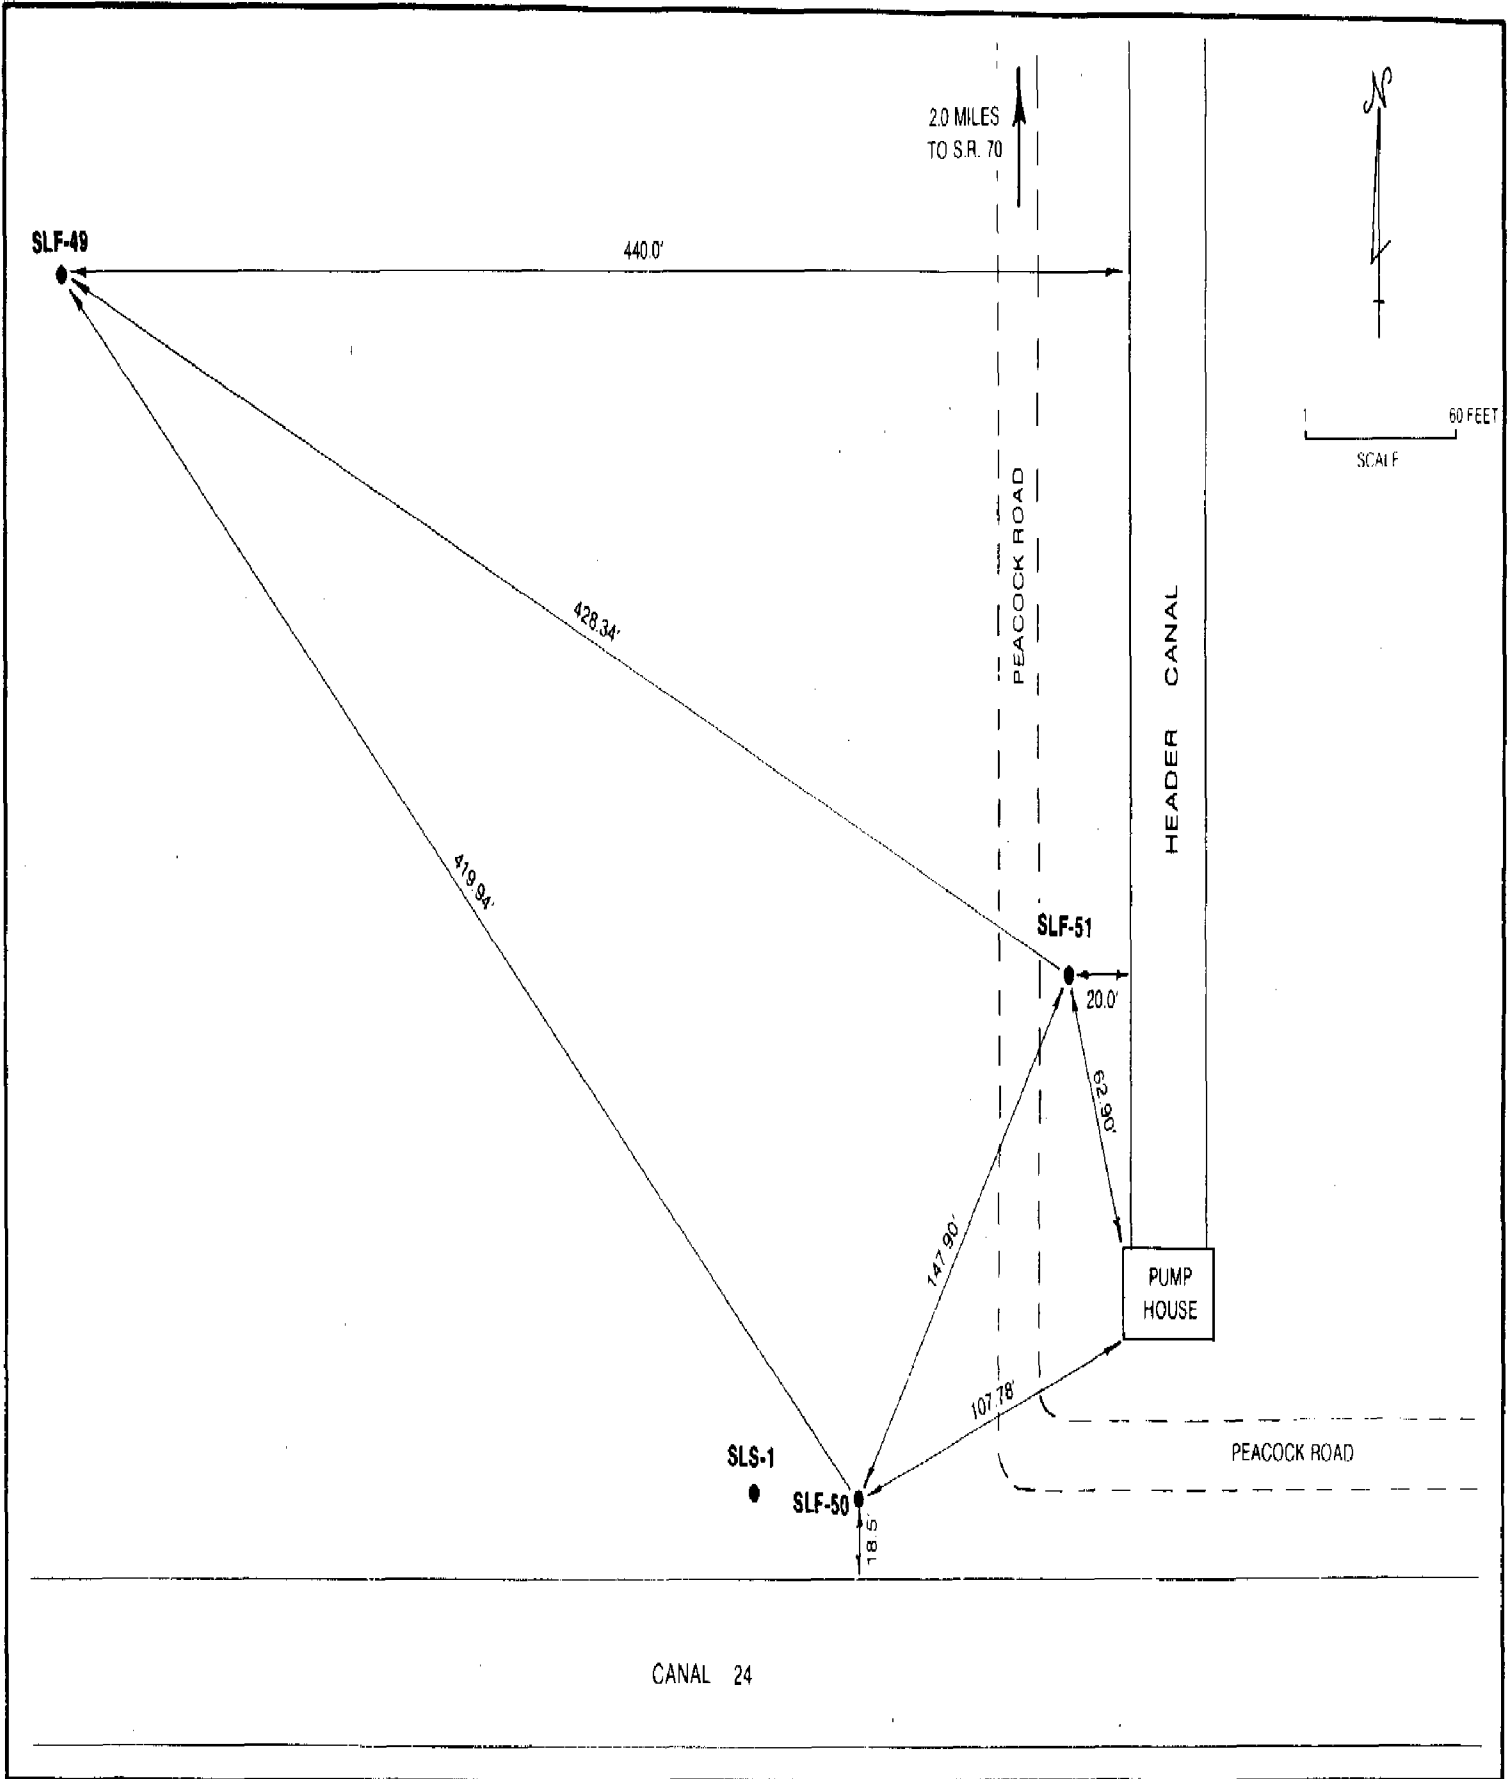 N
2.0 MILES
TO S.R. 70
SLF-49
440.0'
1 60 FEET
SCALE
PEACOCK ROAD
HEADER CANAL
428.34'
419.94'
SLF-51
20.0'
62.90'
147.90'
PUMP
HOUSE
107.78'
PEACOCK ROAD
SLS-1
SLF-50
18.5'
CANAL 24